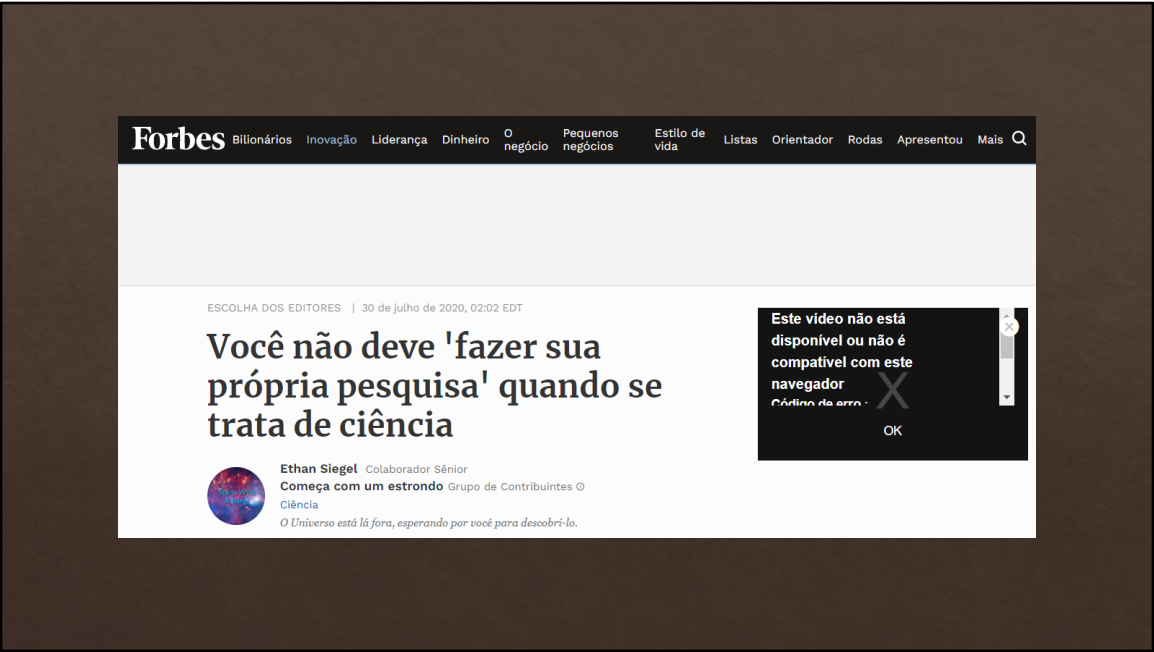 Forbes Bilionários Inovação Liderança Dinheiro O negócio Pequenos negócios Estilo de vida Listas Orientador Rodas Apresentou Mais
ESCOLHA DOS EDITORES | 30 de julho de 2020, 02:02 EDT
Você não deve 'fazer sua
própria pesquisa' quando se
trata de ciência
Ethan Siegel Colaborador Sênior
Começa com um estrondo Grupo de Contribuintes
Ciência
O Universo está lá fora, esperando por você para descobri-lo.
Este vídeo não está
disponível ou não é
compatível com este
navegador
Código de erro :
X
OK